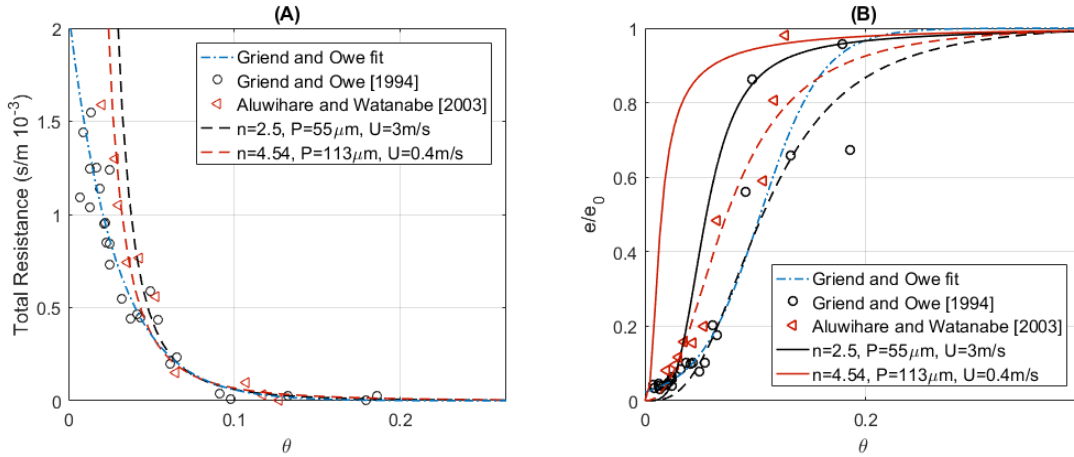 (A)
Total Resistance (s/m 10⁻³)
2
1.5
1
0.5
0
Griend and Owe fit
Griend and Owe [1994]
Aluwihare and Watanabe [2003]
n=2.5, P=55μm, U=3m/s
n=4.54, P=113μm, U=0.4m/s
0
0.1
0.2
θ
(B)
e/e₀
1
0.8
0.6
0.4
0.2
0
Griend and Owe fit
Griend and Owe [1994]
Aluwihare and Watanabe [2003]
n=2.5, P=55μm, U=3m/s
n=4.54, P=113μm, U=0.4m/s
0
0.2
θ